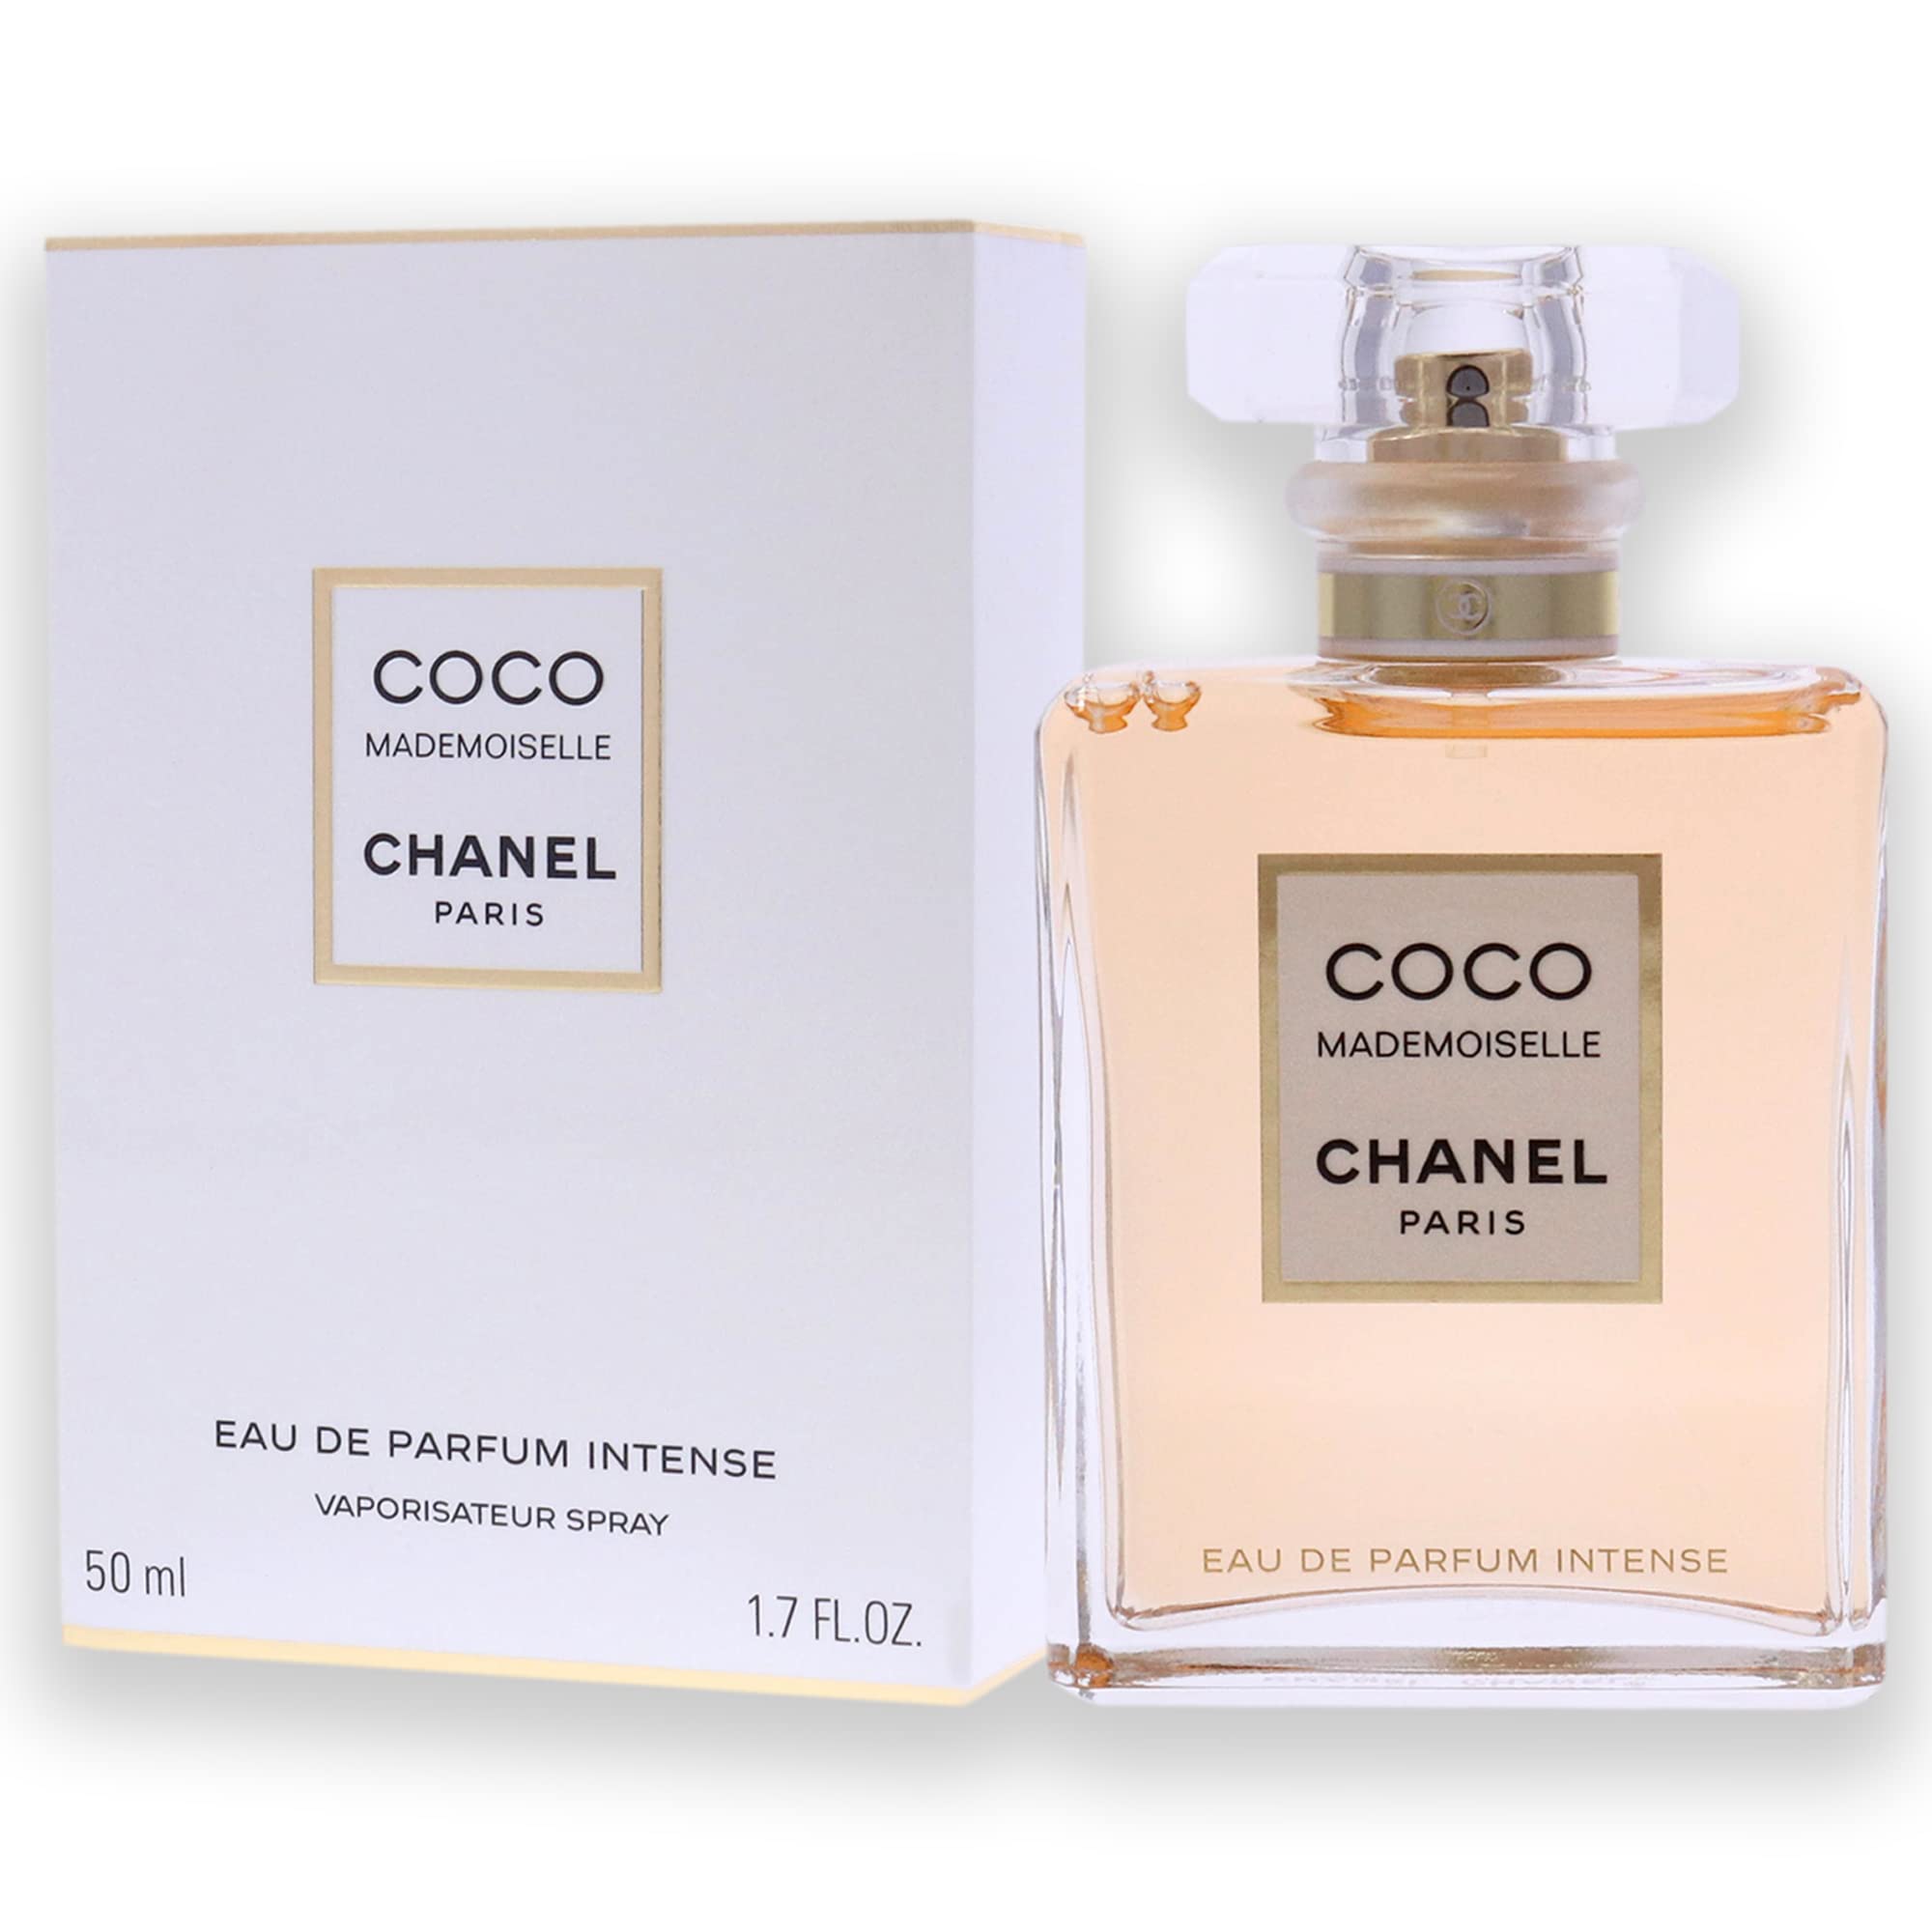 COCO
MADEMOISELLE
CHANEL
PARIS
EAU DE PARFUM INTENSE
VAPORISATEUR SPRAY
50 ml
1.7 FL.OZ.
COCO
MADEMOISELLE
CHANEL
PARIS
EAU DE PARFUM INTENSE